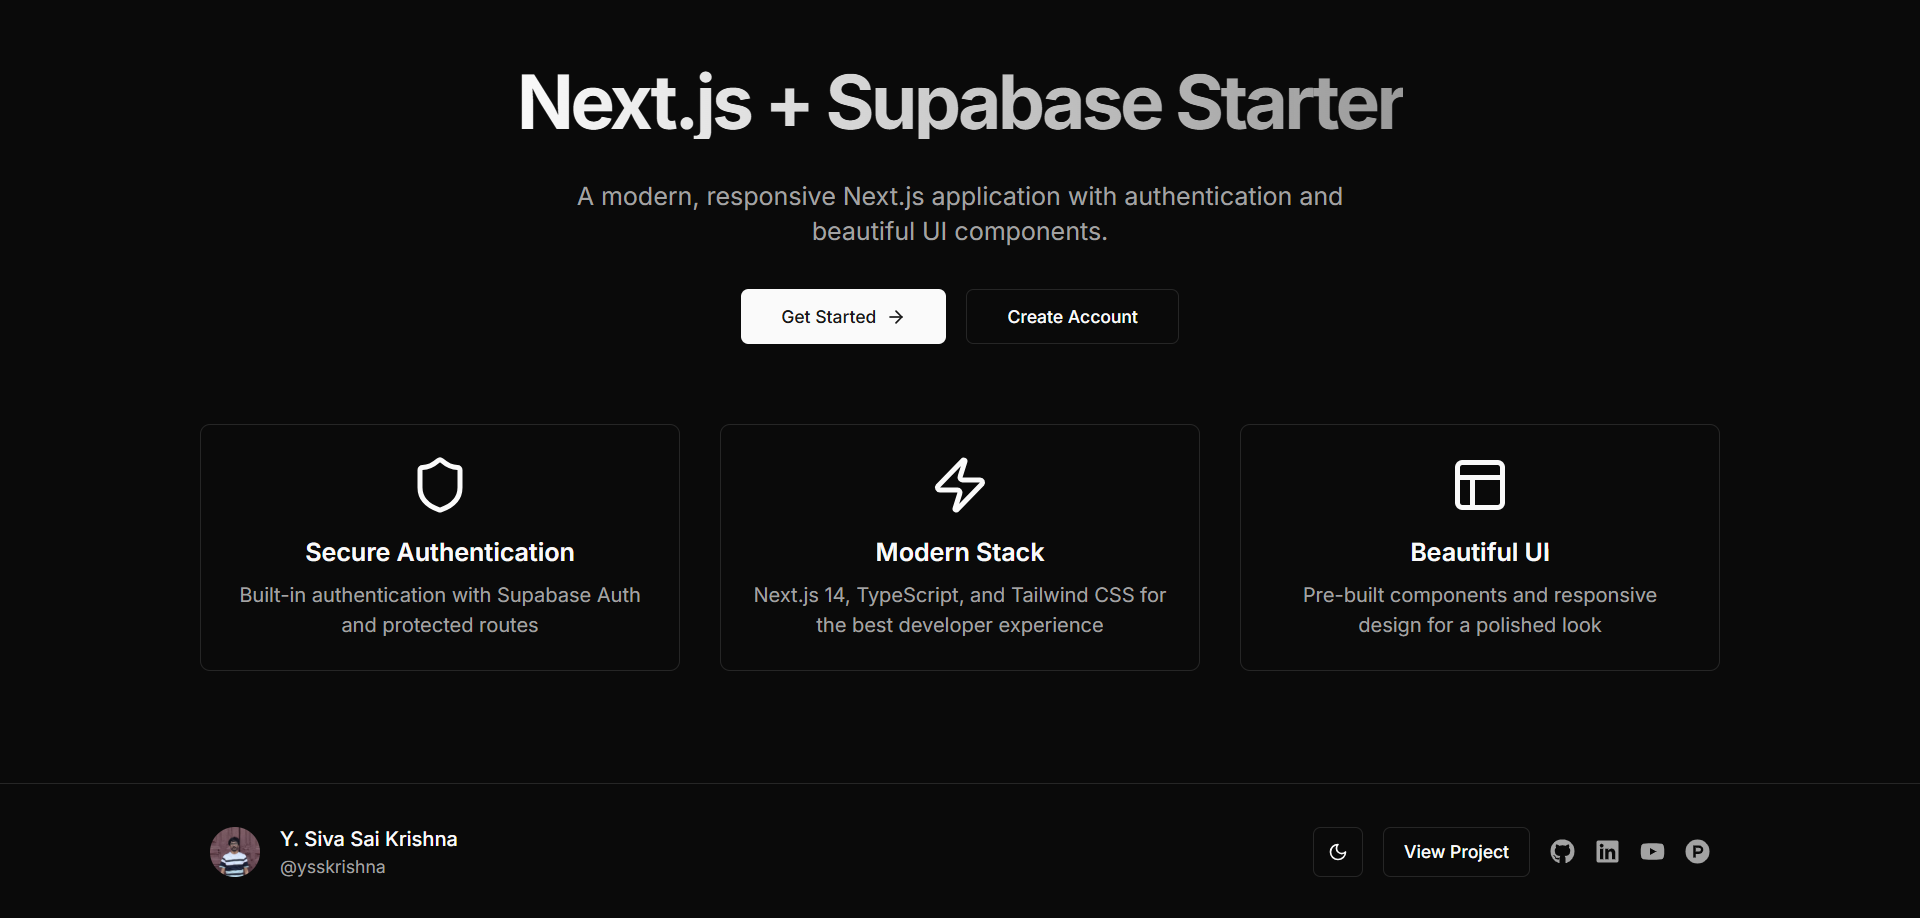 Next.js + Supabase Starter
A modern, responsive Next.js application with authentication and
beautiful UI components.
Get Started
Create Account
Secure Authentication
Built-in authentication with Supabase Auth
and protected routes
Modern Stack
Next.js 14, TypeScript, and Tailwind CSS for
the best developer experience
Beautiful UI
Pre-built components and responsive
design for a polished look
Y. Siva Sai Krishna
@ysskrishna
View Project